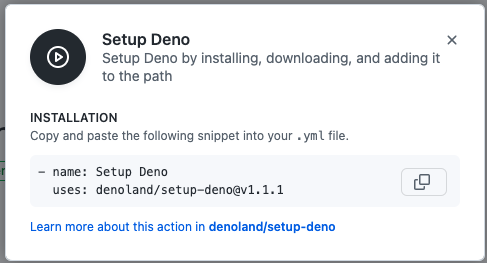 Setup Deno
Setup Deno by installing, downloading, and adding it
to the path
INSTALLATION
Copy and paste the following snippet into your .yml file.
- name: Setup Deno
  uses: denoland/setup-deno@v1.1.1
Learn more about this action in denoland/setup-deno